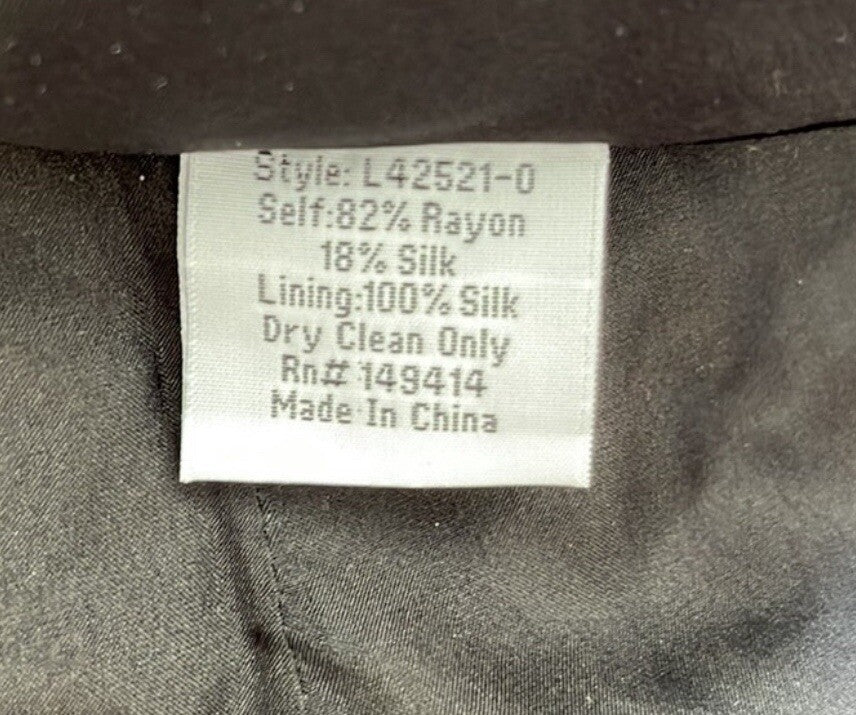 Style: L42521-0
Self:82% Rayon
18% Silk
Lining:100% Silk
Dry Clean Only
Rn# 149414
Made In China